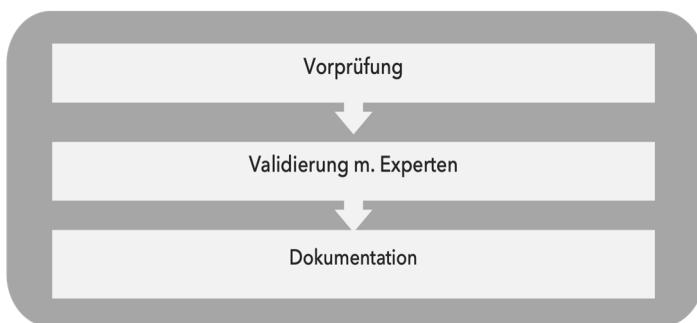 Vorprüfung
Validierung m. Experten
Dokumentation